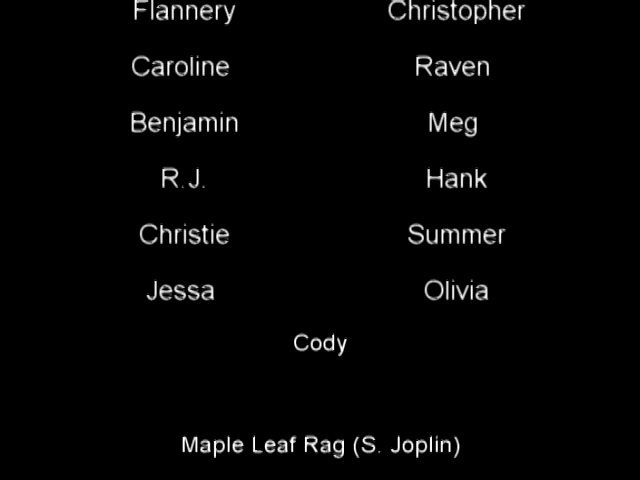 Flannery Christopher
Caroline Raven
Benjamin Meg
R.J. Hank
Christie Summer
Jessa Olivia
Cody
Maple Leaf Rag (S. Joplin)